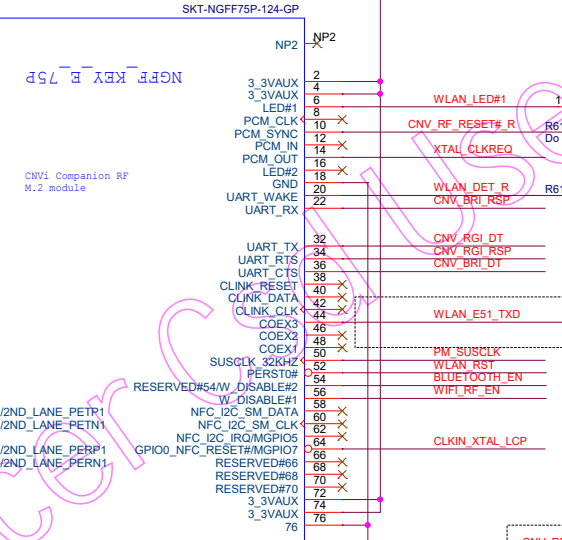 SKT-NGFF75P-124-GP
NP2 NP2
NGFF_KEY_E_75P
3_3VAUX 2
3_3VAUX 4
LED#1 6 WLAN_LED#1 1
PCM_CLK 8
PCM_SYNC 10 CNV_RF_RESET#_R R61
Do
PCM_IN 12
PCM_OUT 14 XTAL_CLKREQ
LED#2 16
CNVi Companion RF
M.2 module
GND 18
UART_WAKE 20 WLAN_DET_R R61
UART_RX 22 CNV_BRI_RSP
UART_TX 32 CNV_RGI_DT
UART_RTS 34 CNV_RGI_RSP
UART_CTS 36 CNV_BRI_DT
CLINK_RESET 38
CLINK_DATA 40
CLINK_CLK 42
COEX3 44 WLAN_E51_TXD
COEX2 46
COEX1 48
SUSCLK_32KHZ 50 PM_SUSCLK
PERST0# 52 WLAN_RST
RESERVED#54/W_DISABLE#2 54 BLUETOOTH_EN
W_DISABLE#1 56 WIFI_RF_EN
/2ND_LANE_PETP1 NFC_I2C_SM_DATA 58
/2ND_LANE_PETN1 NFC_I2C_SM_CLK 60
NFC_I2C_IRQ/MGPIO5 62
/2ND_LANE_PERP1 GPIO0_NFC_RESET#/MGPIO7 64 CLKIN_XTAL_LCP
/2ND_LANE_PERN1 RESERVED#66 66
RESERVED#68 68
RESERVED#70 70
3_3VAUX 72
3_3VAUX 74
76 76